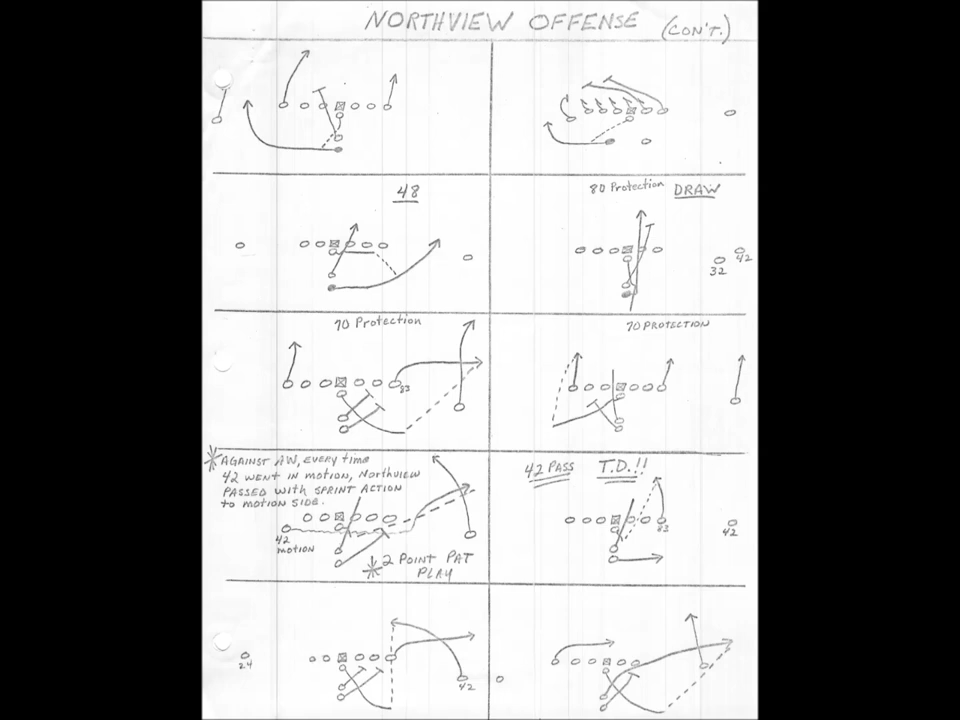 NORTHVIEW OFFENSE (CON'T.)
48
80 Protection DRAW
32
42
70 Protection
83
70 PROTECTION
* AGAINST AW, EVERY time
42 WENT IN MOTION, NORTHVIEW
PASSED WITH SPRINT ACTION
to MOTION SIDE.
42
MOTION
* 2 POINT PAT
PLAY
42 PASS T.D.!!
83
42
24
42